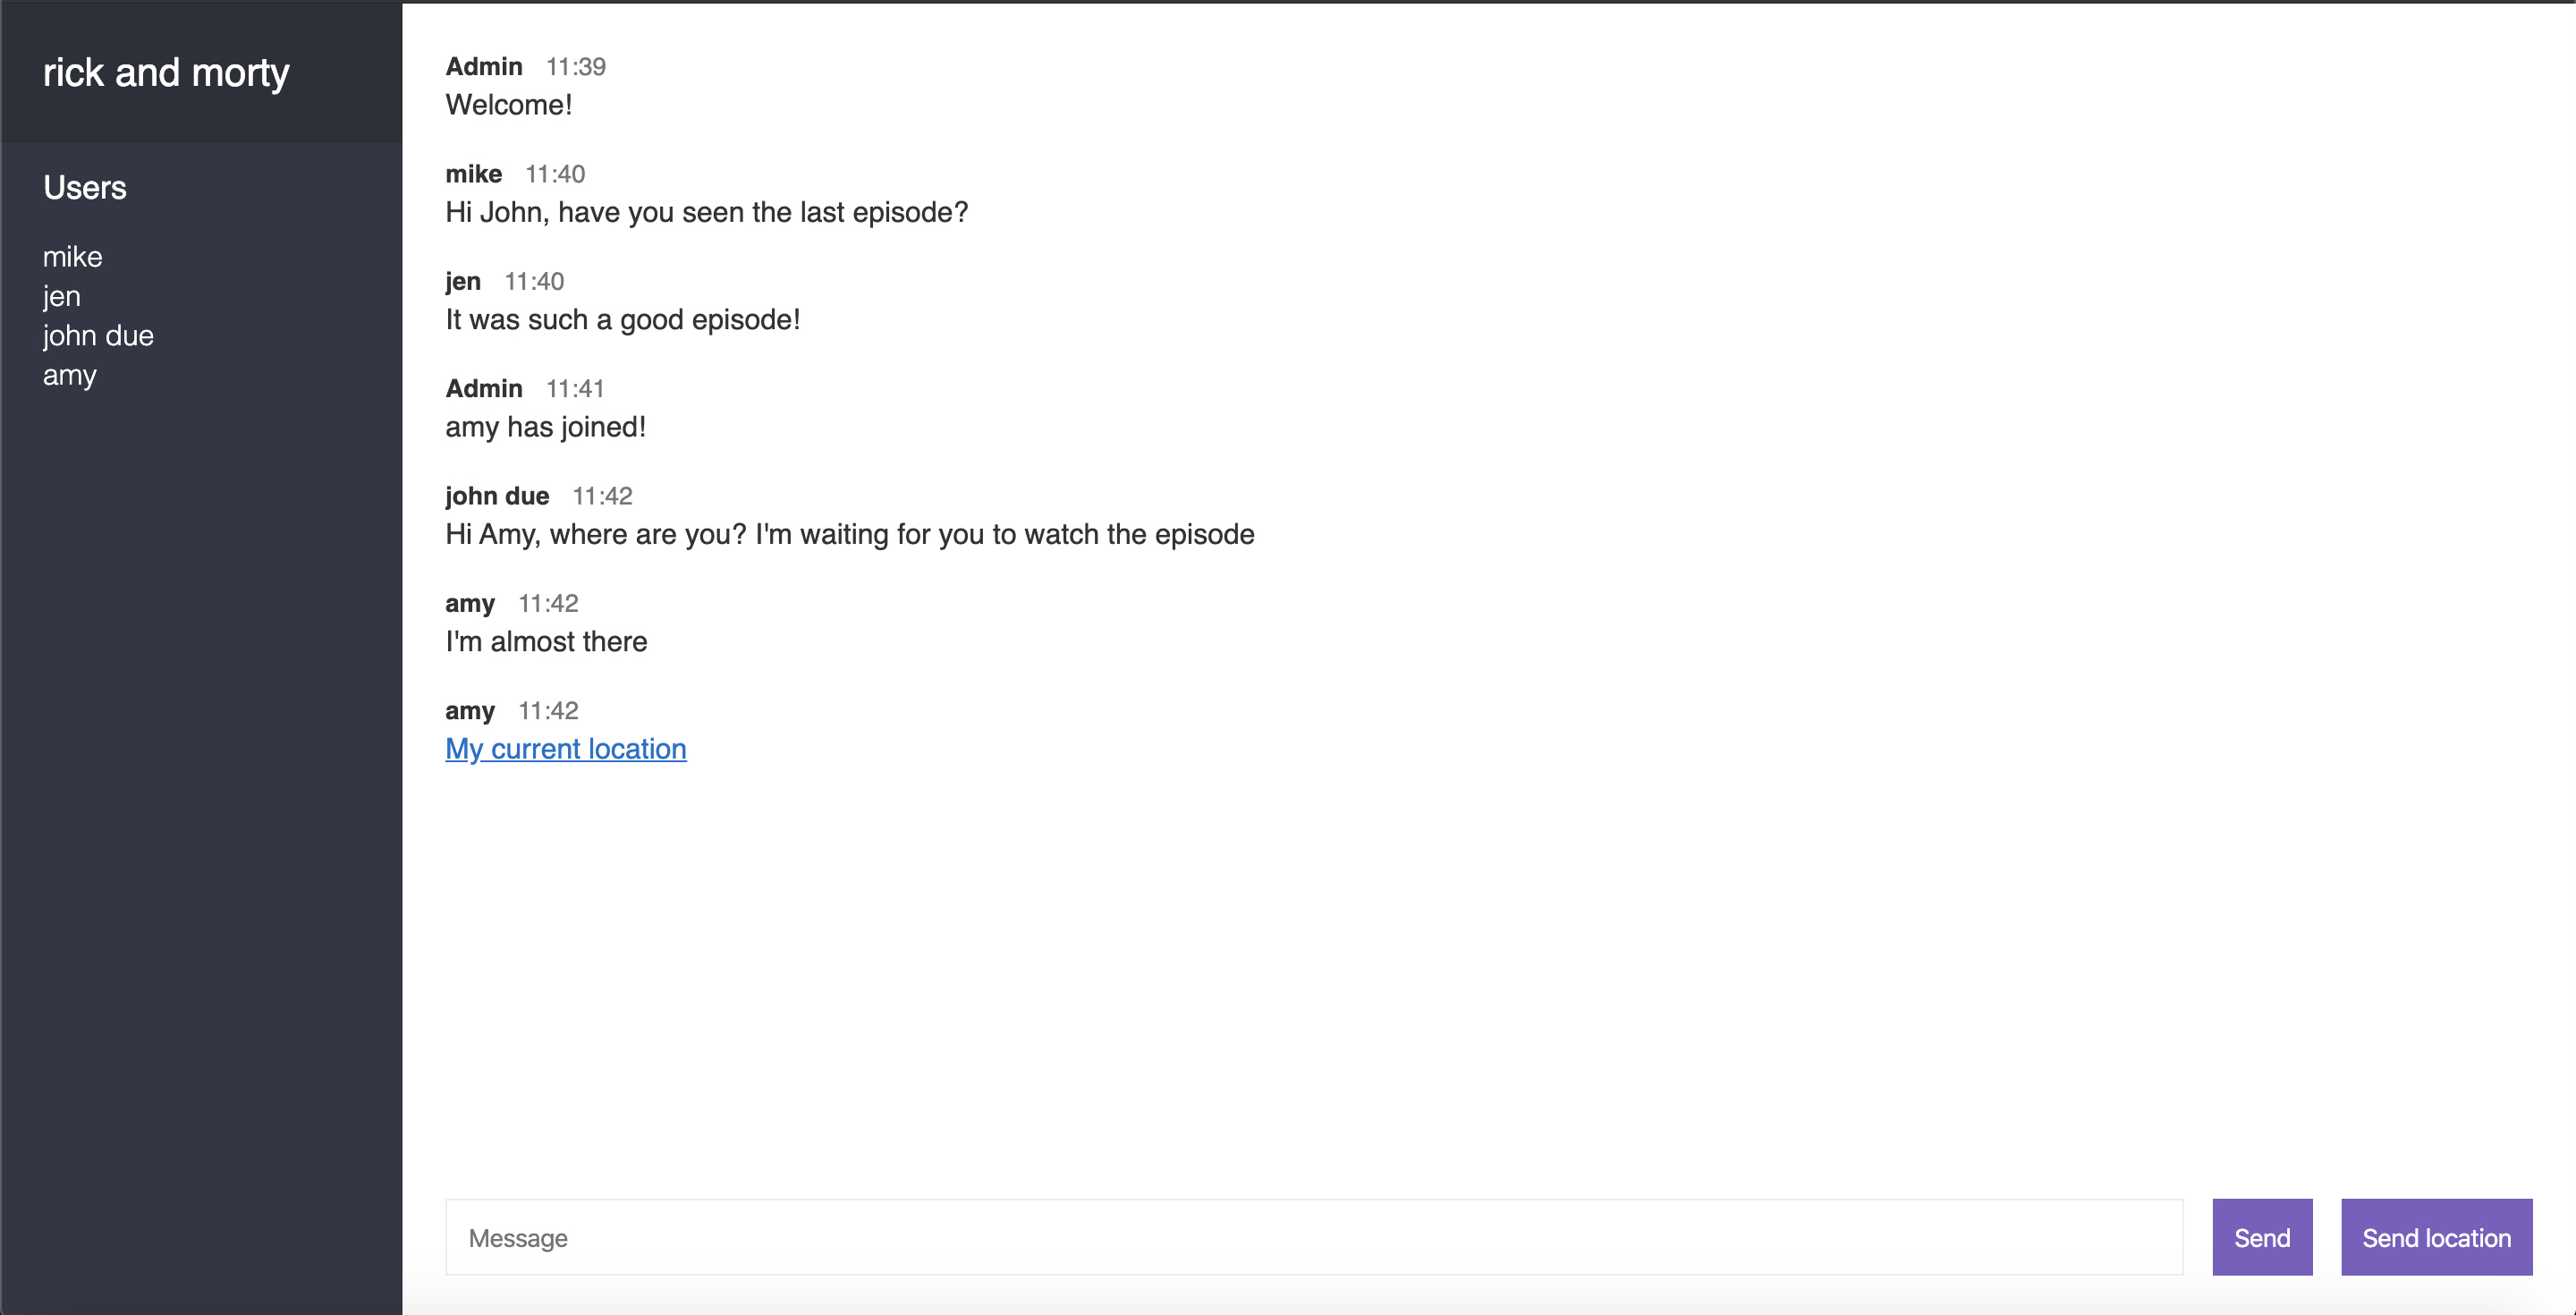 rick and morty
Users
mike
jen
john due
amy
Admin 11:39
Welcome!
mike 11:40
Hi John, have you seen the last episode?
jen 11:40
It was such a good episode!
Admin 11:41
amy has joined!
john due 11:42
Hi Amy, where are you? I'm waiting for you to watch the episode
amy 11:42
I'm almost there
amy 11:42
My current location
Message
Send
Send location